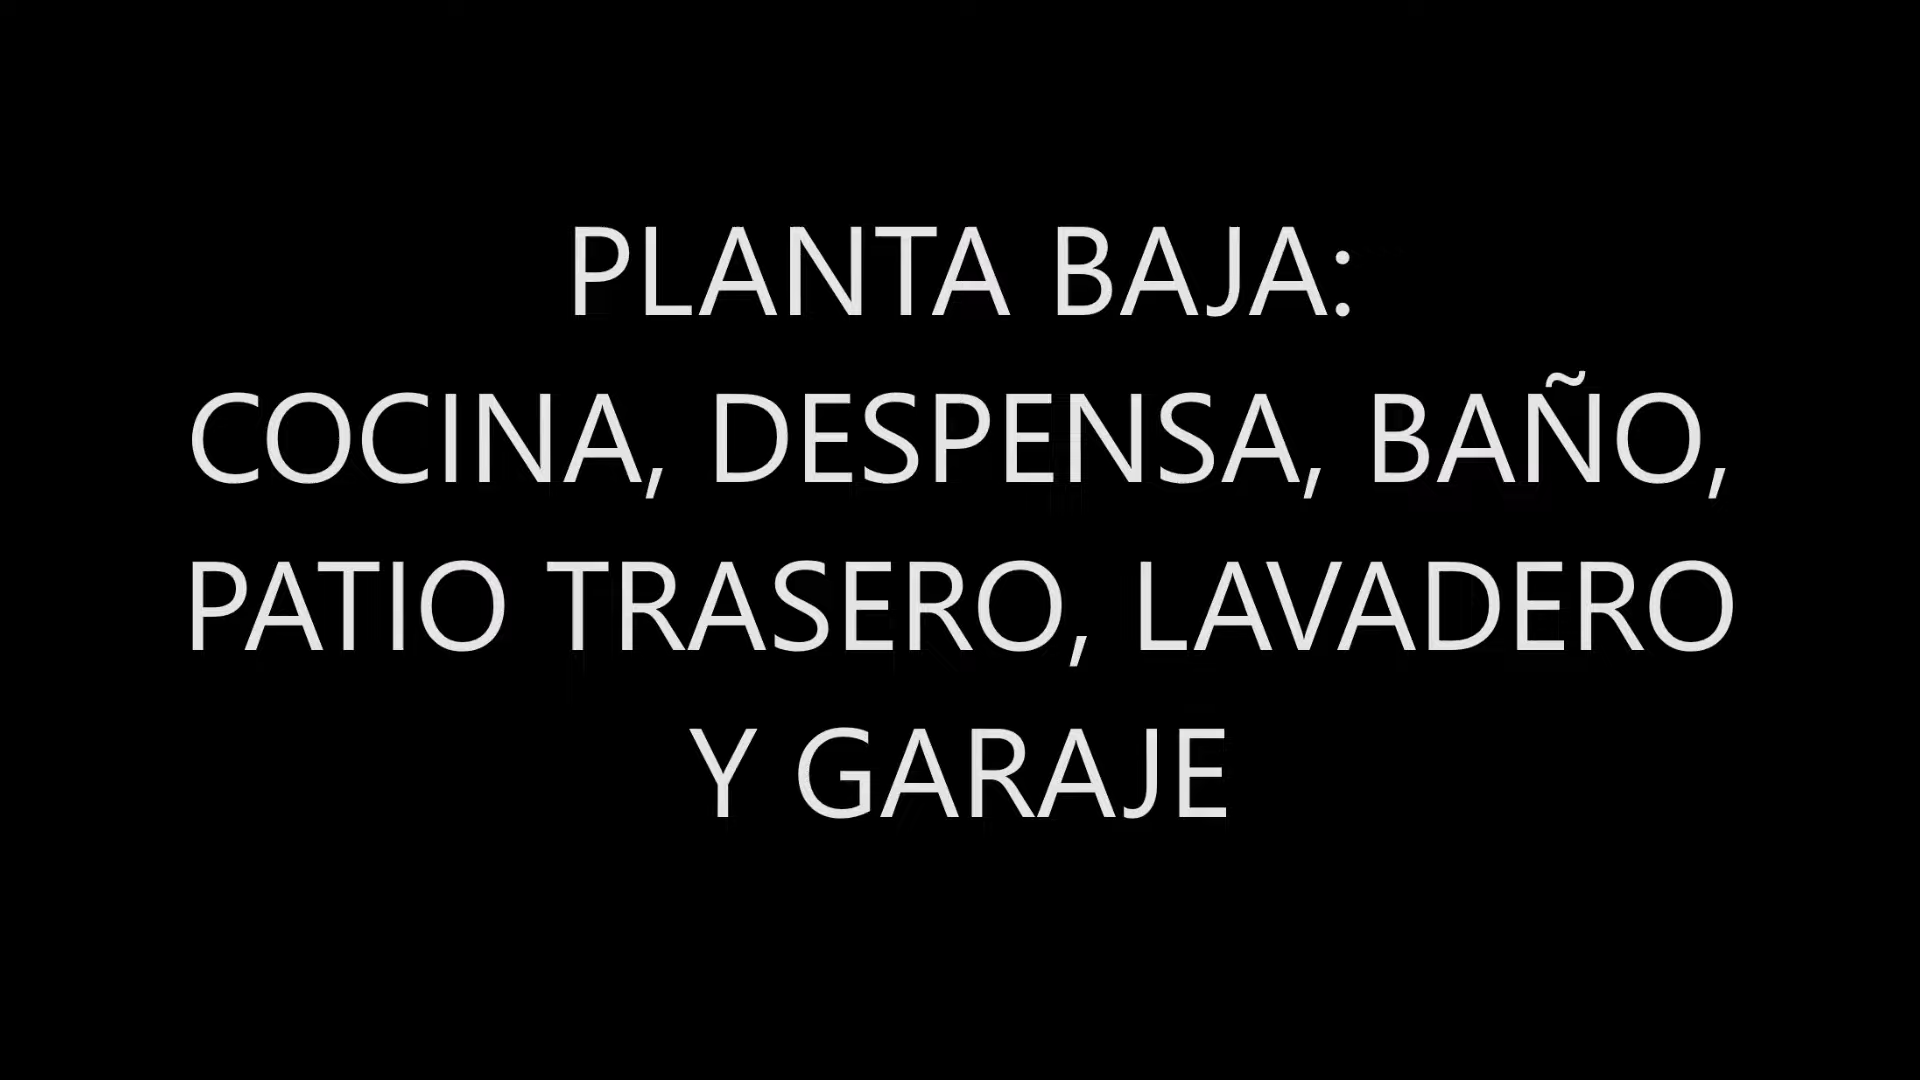 PLANTA BAJA:
COCINA, DESPENSA, BAÑO,
PATIO TRASERO, LAVADERO
Y GARAJE